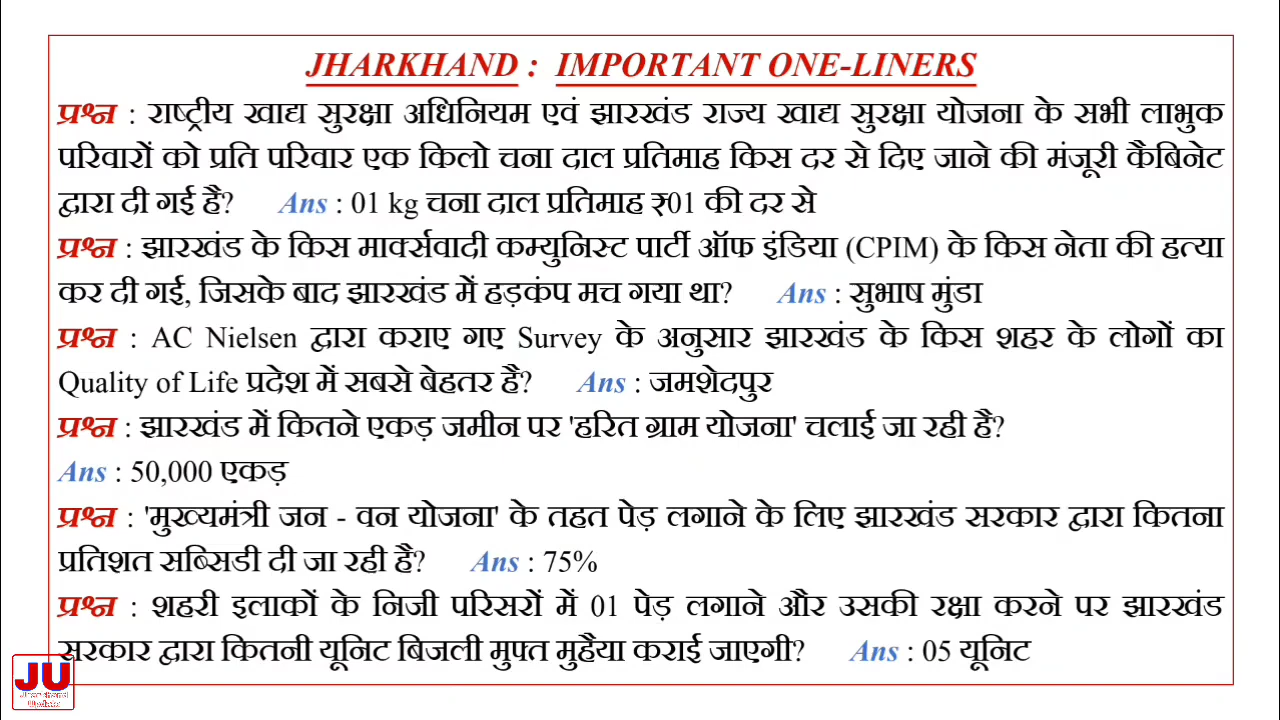 JHARKHAND : IMPORTANT ONE-LINERS
प्रश्न : राष्ट्रीय खाद्य सुरक्षा अधिनियम एवं झारखंड राज्य खाद्य सुरक्षा योजना के सभी लाभुक
परिवारों को प्रति परिवार एक किलो चना दाल प्रतिमाह किस दर से दिए जाने की मंजूरी कैबिनेट
द्वारा दी गई है? Ans : 01 kg चना दाल प्रतिमाह ₹01 की दर से
प्रश्न : झारखंड के किस मार्क्सवादी कम्युनिस्ट पार्टी ऑफ इंडिया (CPIM) के किस नेता की हत्या
कर दी गई, जिसके बाद झारखंड में हड़कंप मच गया था? Ans : सुभाष मुंडा
प्रश्न : AC Nielsen द्वारा कराए गए Survey के अनुसार झारखंड के किस शहर के लोगों का
Quality of Life प्रदेश में सबसे बेहतर है? Ans : जमशेदपुर
प्रश्न : झारखंड में कितने एकड़ जमीन पर 'हरित ग्राम योजना' चलाई जा रही है?
Ans : 50,000 एकड़
प्रश्न : 'मुख्यमंत्री जन - वन योजना' के तहत पेड़ लगाने के लिए झारखंड सरकार द्वारा कितना
प्रतिशत सब्सिडी दी जा रही है? Ans : 75%
प्रश्न : शहरी इलाकों के निजी परिसरों में 01 पेड़ लगाने और उसकी रक्षा करने पर झारखंड
सरकार द्वारा कितनी यूनिट बिजली मुफ्त मुहैया कराई जाएगी? Ans : 05 यूनिट
JU
Jharkhand
Update